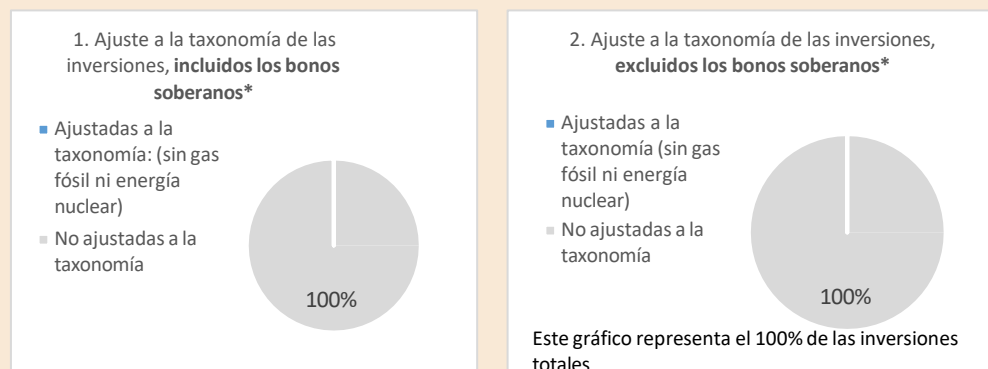 1. Ajuste a la taxonomía de las
inversiones, incluidos los bonos
soberanos*
Ajustadas a la
taxonomía: (sin gas
fósil ni energía
nuclear)
No ajustadas a la
taxonomía
100%
2. Ajuste a la taxonomía de las inversiones,
excluidos los bonos soberanos*
Ajustadas a la
taxonomía (sin gas
fósil ni energía
nuclear)
No ajustadas a la
taxonomía
100%
Este gráfico representa el 100% de las inversiones
totales